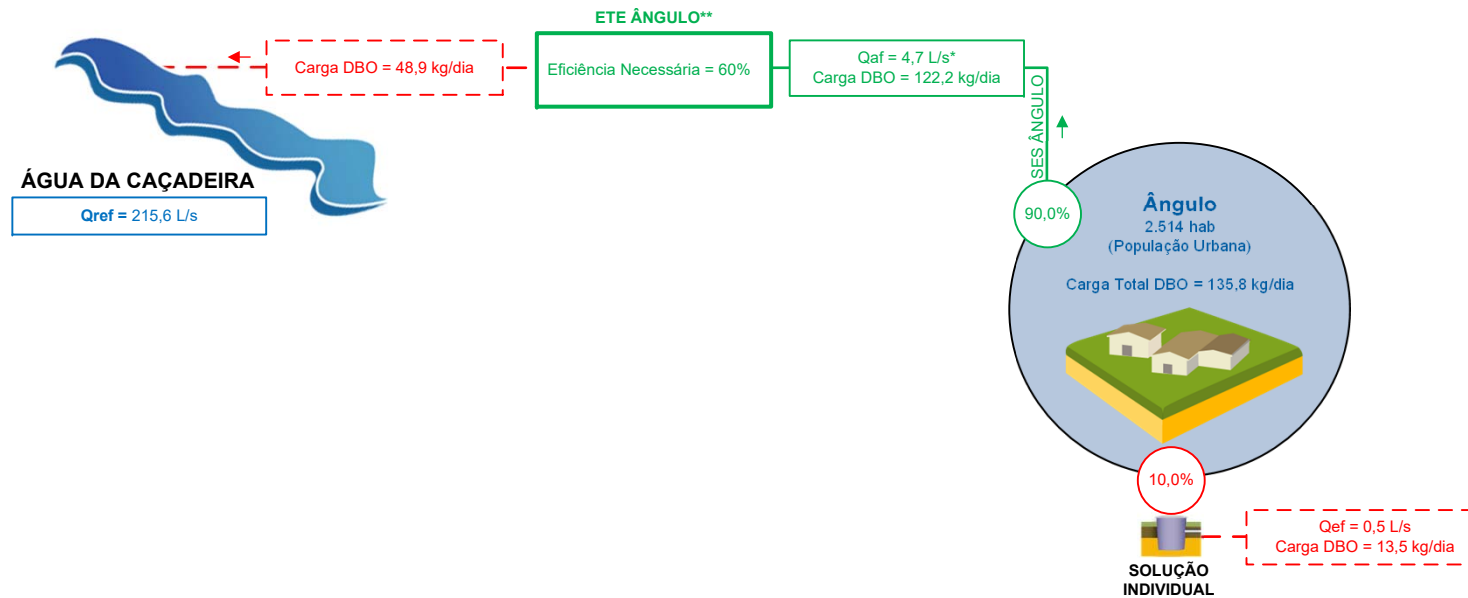 ETE ÂNGULO**
Carga DBO = 48,9 kg/dia
Eficiência Necessária = 60%
Qaf = 4,7 L/s*
Carga DBO = 122,2 kg/dia
SES ÂNGULO
ÁGUA DA CAÇADEIRA
Qref = 215,6 L/s
90,0%
Ângulo
2.514 hab
(População Urbana)
Carga Total DBO = 135,8 kg/dia
10,0%
Qef = 0,5 L/s
Carga DBO = 13,5 kg/dia
SOLUÇÃO
INDIVIDUAL